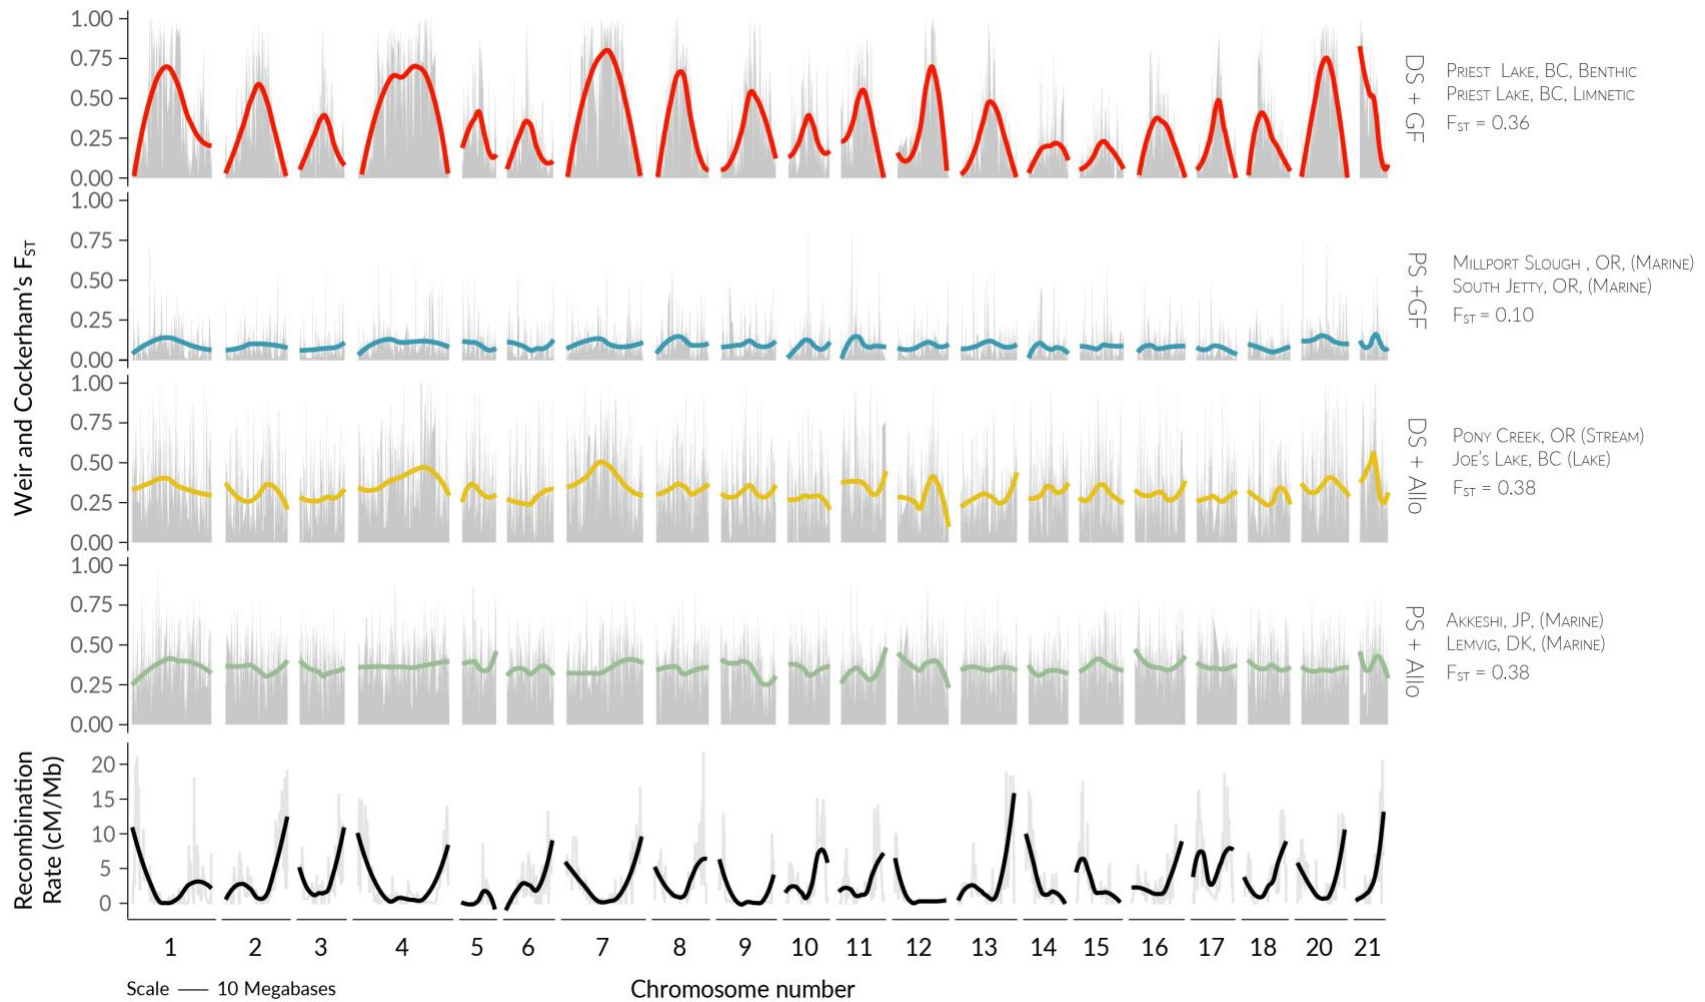 Weir and Cockerham's FST
1.00
0.75
0.50
0.25
0.00
DS + GF
Priest Lake, BC, Benthic
Priest Lake, BC, Limnetic
FST = 0.36
1.00
0.75
0.50
0.25
0.00
PS +GF
Millport Slough , OR, (Marine)
South Jetty, OR, (Marine)
FST = 0.10
1.00
0.75
0.50
0.25
0.00
DS + Allo
Pony Creek, OR (Stream)
Joe's Lake, BC (Lake)
FST = 0.38
1.00
0.75
0.50
0.25
0.00
PS + Allo
Akkeshi, JP, (Marine)
Lemvig, DK, (Marine)
FST = 0.38
Recombination
Rate (cM/Mb)
20
15
10
5
0
1 2 3 4 5 6 7 8 9 10 11 12 13 14 15 16 17 18 20 21
Scale 10 Megabases
Chromosome number